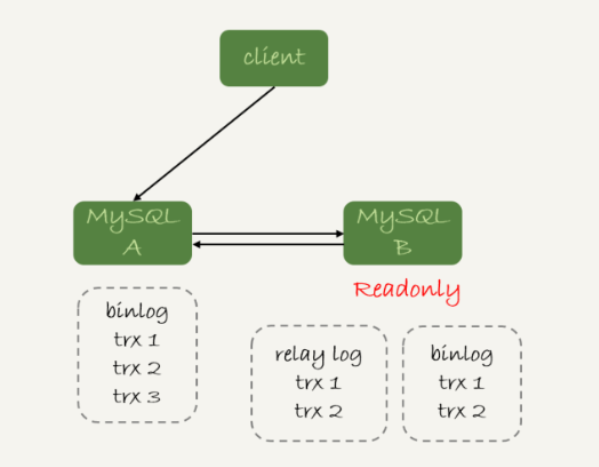 client
MySQL
A
MySQL
B
Readonly
binlog
trx 1
trx 2
trx 3
relay log
trx 1
trx 2
binlog
trx 1
trx 2